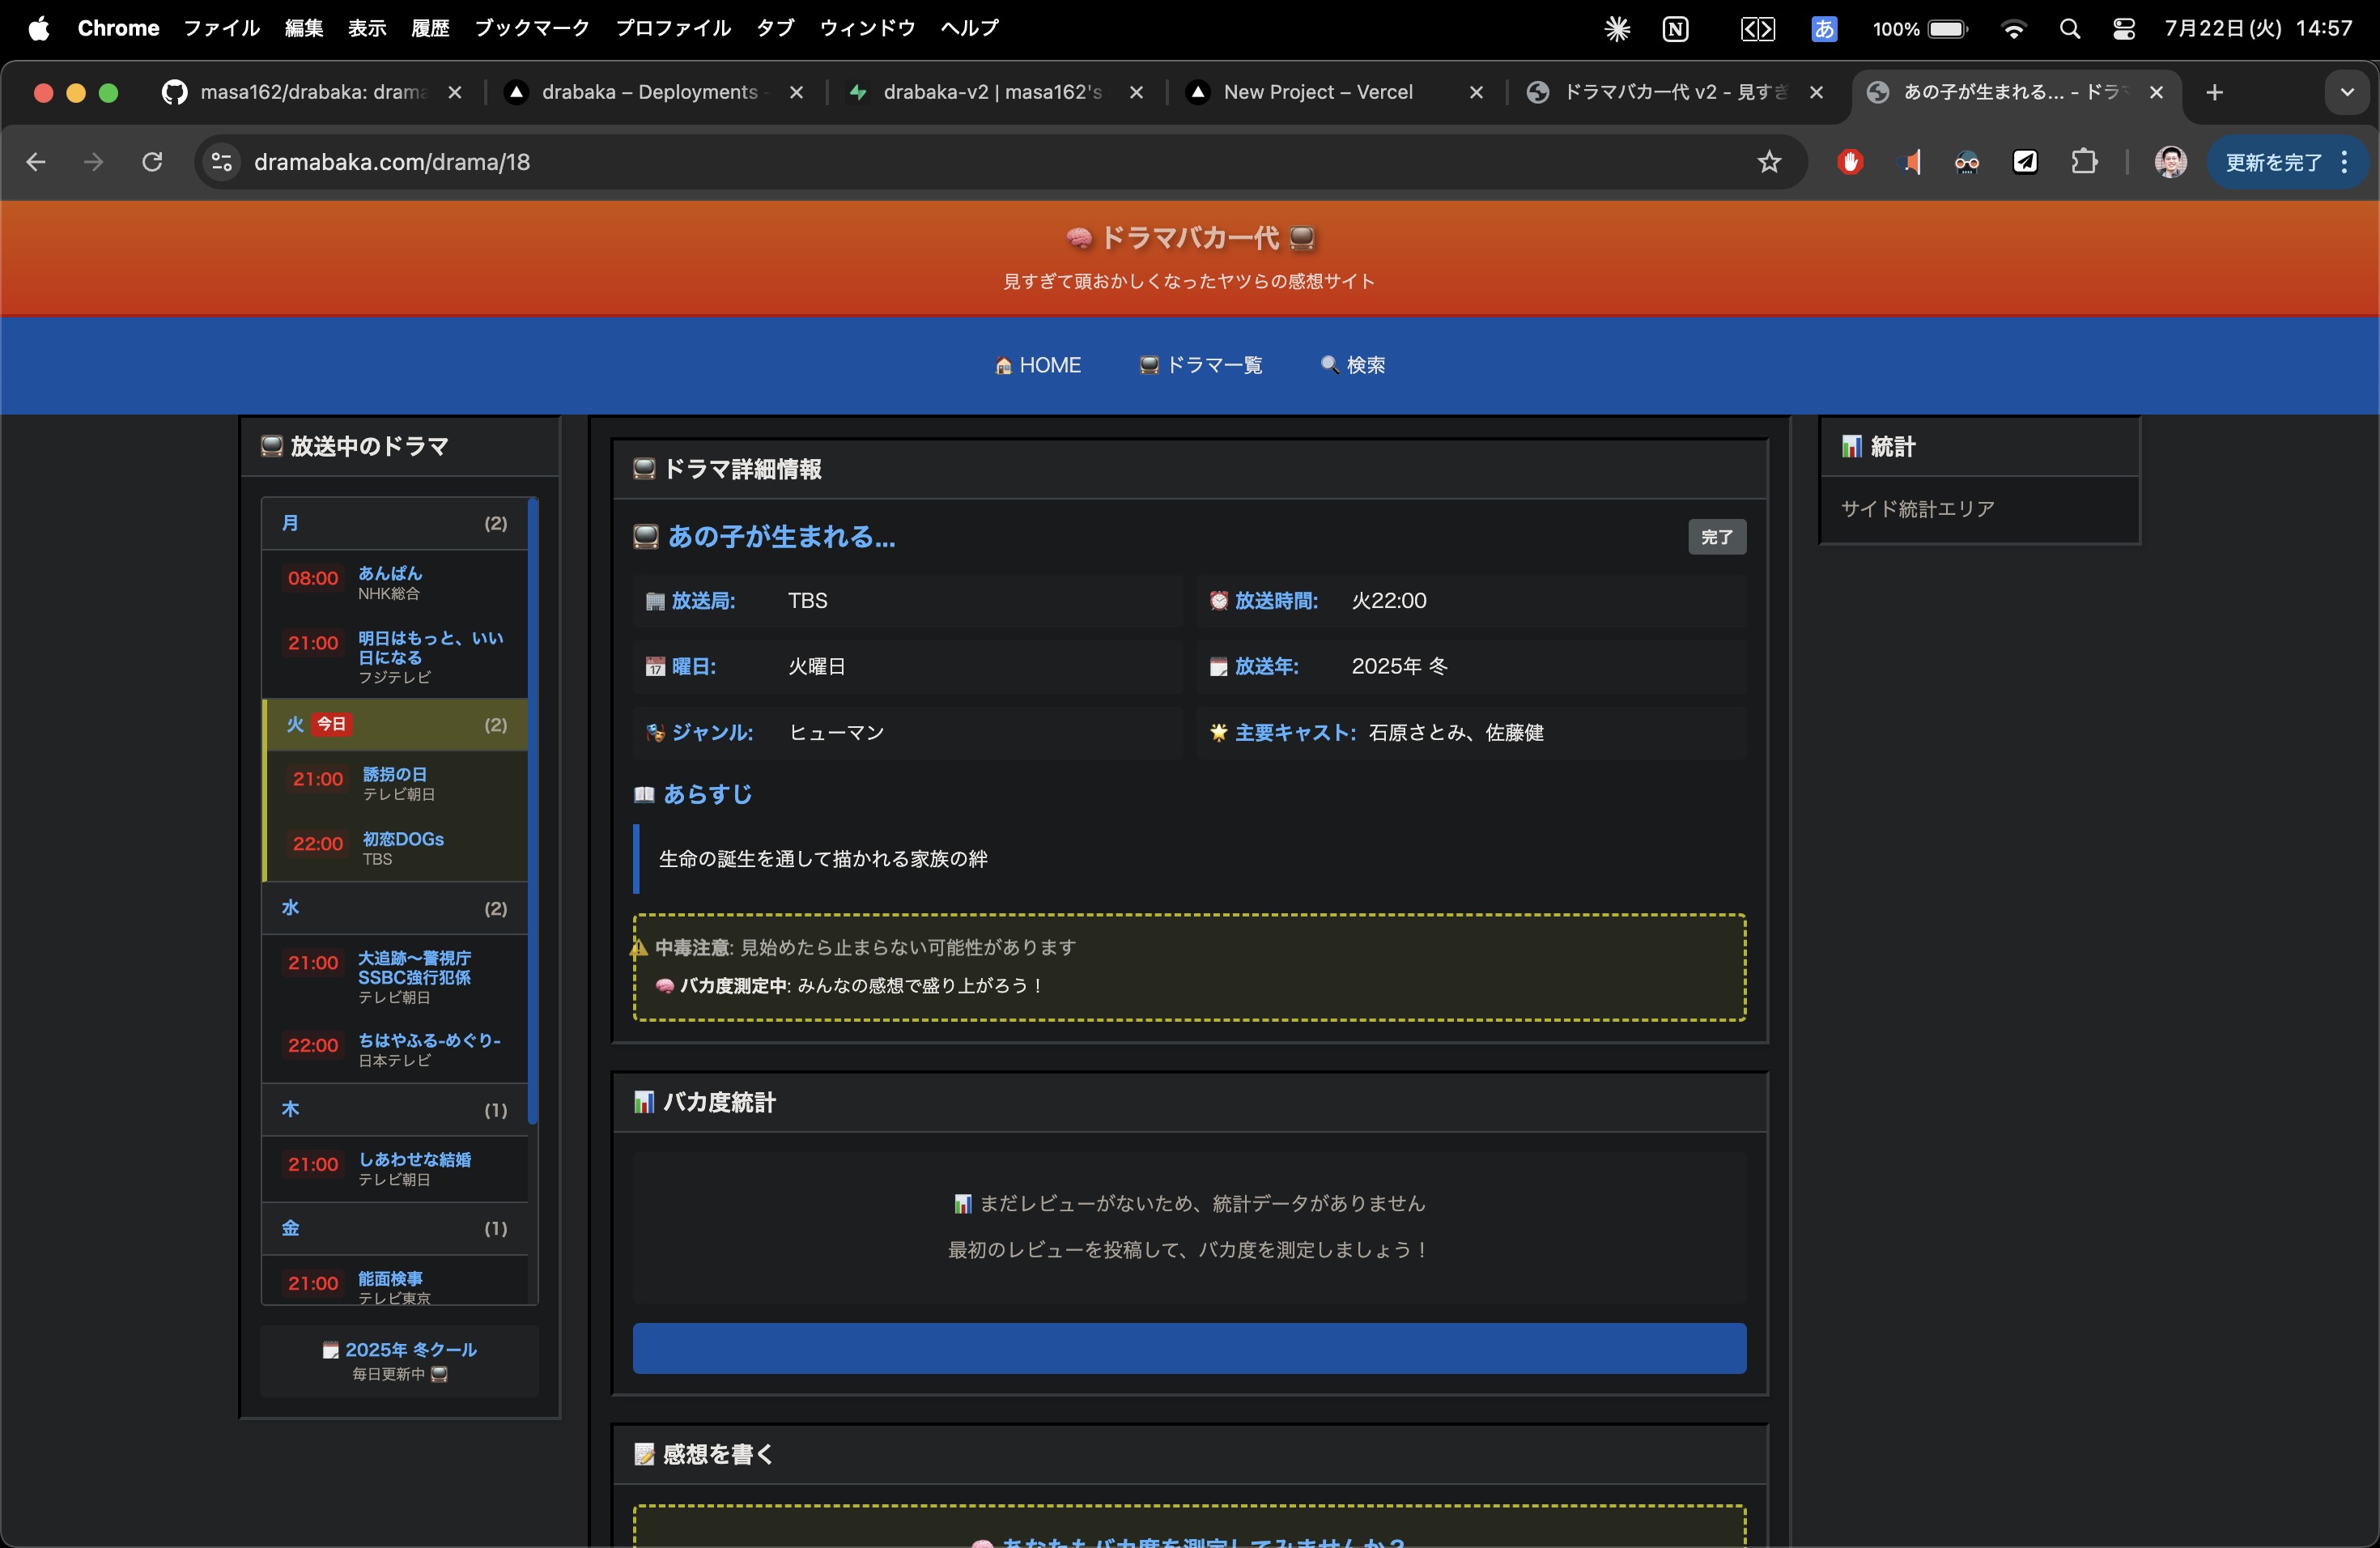 Chrome ファイル 編集 表示 履歴 ブックマーク プロファイル タブ ウィンドウ ヘルプ
あ 100% 7月22日(火) 14:57
masa162/drabaka: drama
drabaka – Deployments -
drabaka-v2 | masa162's
New Project – Vercel
ドラマバカ一代 v2 - 見すぎ
あの子が生まれる... - ドラマ
dramabaka.com/drama/18
更新を完了
🧠 ドラマバカ一代 📺
見すぎて頭おかしくなったヤツらの感想サイト
🏠 HOME
📺 ドラマ一覧
🔍 検索
📺 放送中のドラマ
月 (2)
08:00 あんぱん
NHK総合
21:00 明日はもっと、いい
日になる
フジテレビ
火 今日 (2)
21:00 誘拐の日
テレビ朝日
22:00 初恋DOGs
TBS
水 (2)
21:00 大追跡〜警視庁
SSBC強行犯係
テレビ朝日
22:00 ちはやふる-めぐり-
日本テレビ
木 (1)
21:00 しあわせな結婚
テレビ朝日
金 (1)
21:00 能面検事
テレビ東京
🗓️ 2025年 冬クール
毎日更新中 📺
📺 ドラマ詳細情報
📺 あの子が生まれる...
完了
🏢 放送局: TBS
⏰ 放送時間: 火22:00
📅 曜日: 火曜日
🗓️ 放送年: 2025年 冬
🎭 ジャンル: ヒューマン
🌟 主要キャスト: 石原さとみ、佐藤健
📖 あらすじ
生命の誕生を通して描かれる家族の絆
⚠️ 中毒注意: 見始めたら止まらない可能性があります
🧠 バカ度測定中: みんなの感想で盛り上がろう！
📊 バカ度統計
📊 まだレビューがないため、統計データがありません
最初のレビューを投稿して、バカ度を測定しましょう！
📝 感想を書く
🧠 あなたもバカ度を測定してみませんか？
📊 統計
サイド統計エリア